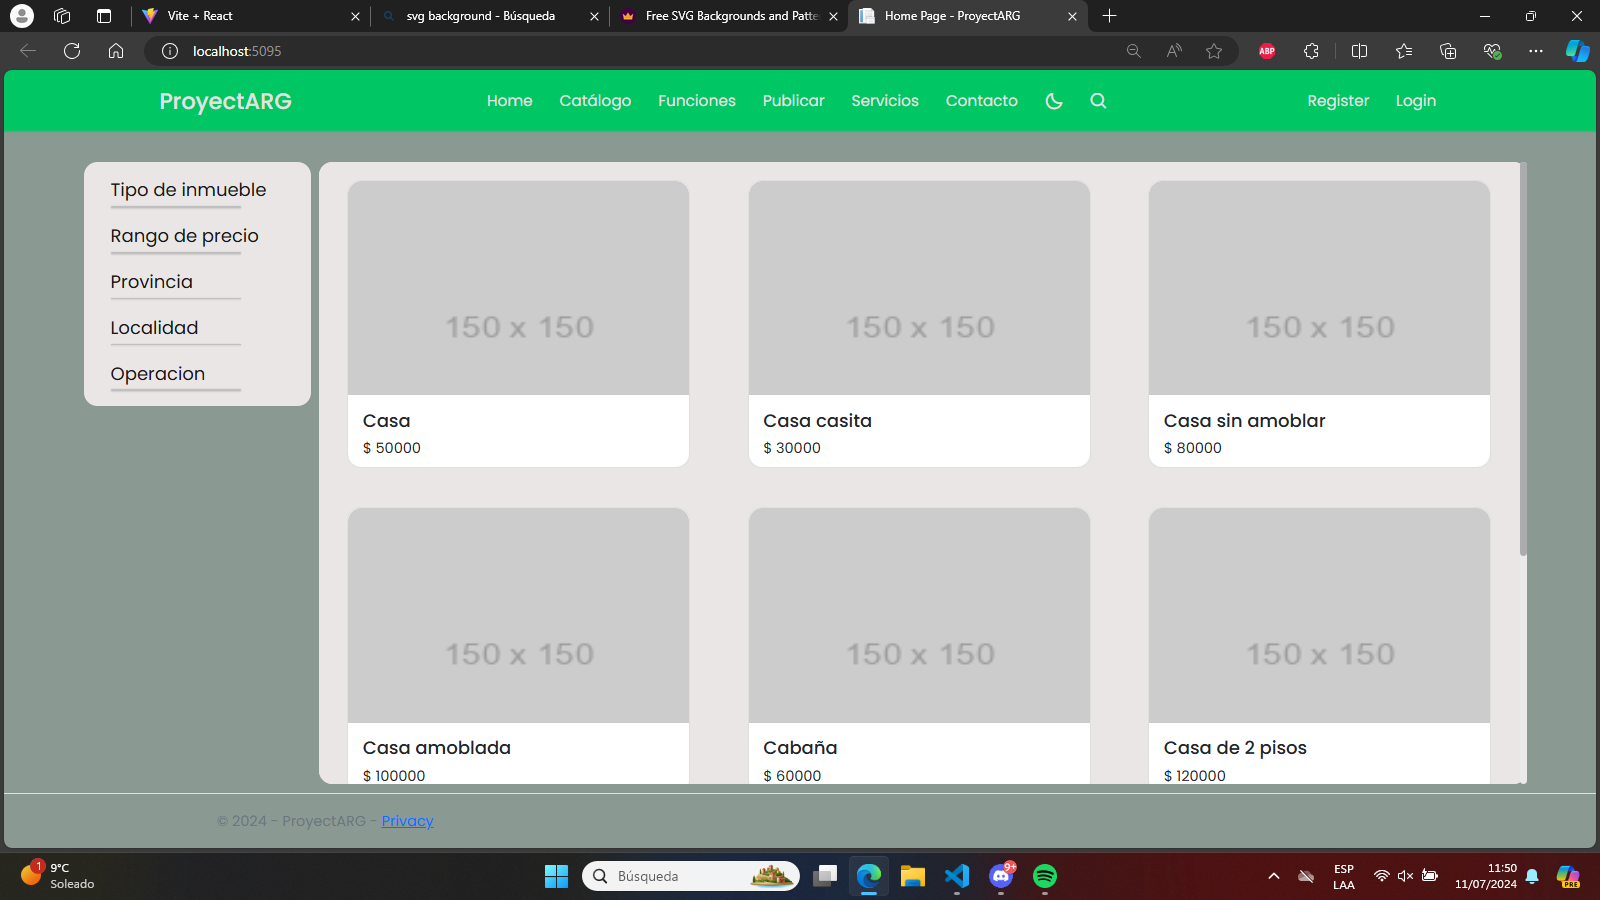 Vite + React
svg background - Búsqueda
Free SVG Backgrounds and Patte
Home Page - ProyectARG
localhost:5095
ABP
ProyectARG
Home
Catálogo
Funciones
Publicar
Servicios
Contacto
Register
Login
Tipo de inmueble
Rango de precio
Provincia
Localidad
Operacion
150 x 150
150 x 150
150 x 150
Casa
$ 50000
Casa casita
$ 30000
Casa sin amoblar
$ 80000
150 x 150
150 x 150
150 x 150
Casa amoblada
$ 100000
Cabaña
$ 60000
Casa de 2 pisos
$ 120000
© 2024 - ProyectARG - Privacy
1
9°C
Soleado
Búsqueda
9+
ESP
LAA
11:50
11/07/2024
PRE